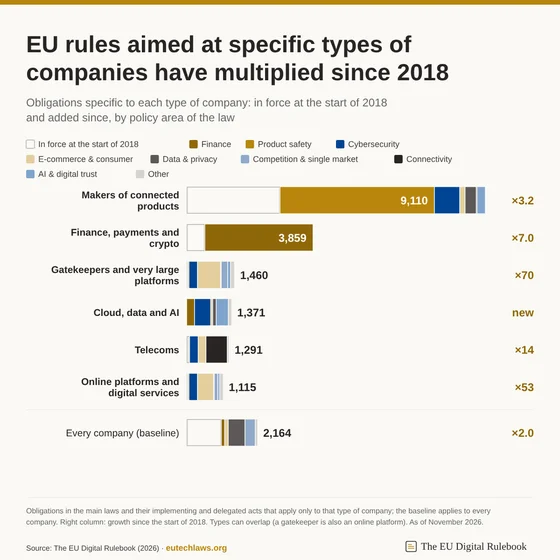 EU rules aimed at specific types of
companies have multiplied since 2018
Obligations specific to each type of company: in force at the start of 2018
and added since, by policy area of the law
In force at the start of 2018 Finance Product safety Cybersecurity
E-commerce & consumer Data & privacy Competition & single market Connectivity
AI & digital trust Other
Makers of connected
products
9,110 ×3.2
Finance, payments and
crypto
3,859 ×7.0
Gatekeepers and very large
platforms
1,460 ×70
Cloud, data and AI 1,371 new
Telecoms 1,291 ×14
Online platforms and
digital services
1,115 ×53
Every company (baseline) 2,164 ×2.0
Obligations in the main laws and their implementing and delegated acts that apply only to that type of company; the baseline applies to every
company. Right column: growth since the start of 2018. Types can overlap (a gatekeeper is also an online platform). As of November 2026.
Source: The EU Digital Rulebook (2026) · eutechlaws.org
The EU Digital Rulebook